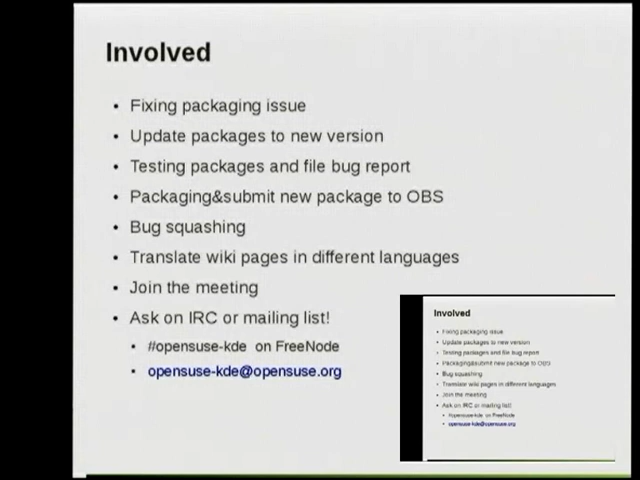 Involved
• Fixing packaging issue
• Update packages to new version
• Testing packages and file bug report
• Packaging&submit new package to OBS
• Bug squashing
• Translate wiki pages in different languages
• Join the meeting
• Ask on IRC or mailing list!
• #opensuse-kde on FreeNode
• opensuse-kde@opensuse.org
Involved
• Fixing packaging issue
• Update packages to new version
• Testing packages and file bug report
• Packaging&submit new package to OBS
• Bug squashing
• Translate wiki pages in different languages
• Join the meeting
• Ask on IRC or mailing list!
• #opensuse-kde on FreeNode
• opensuse-kde@opensuse.org